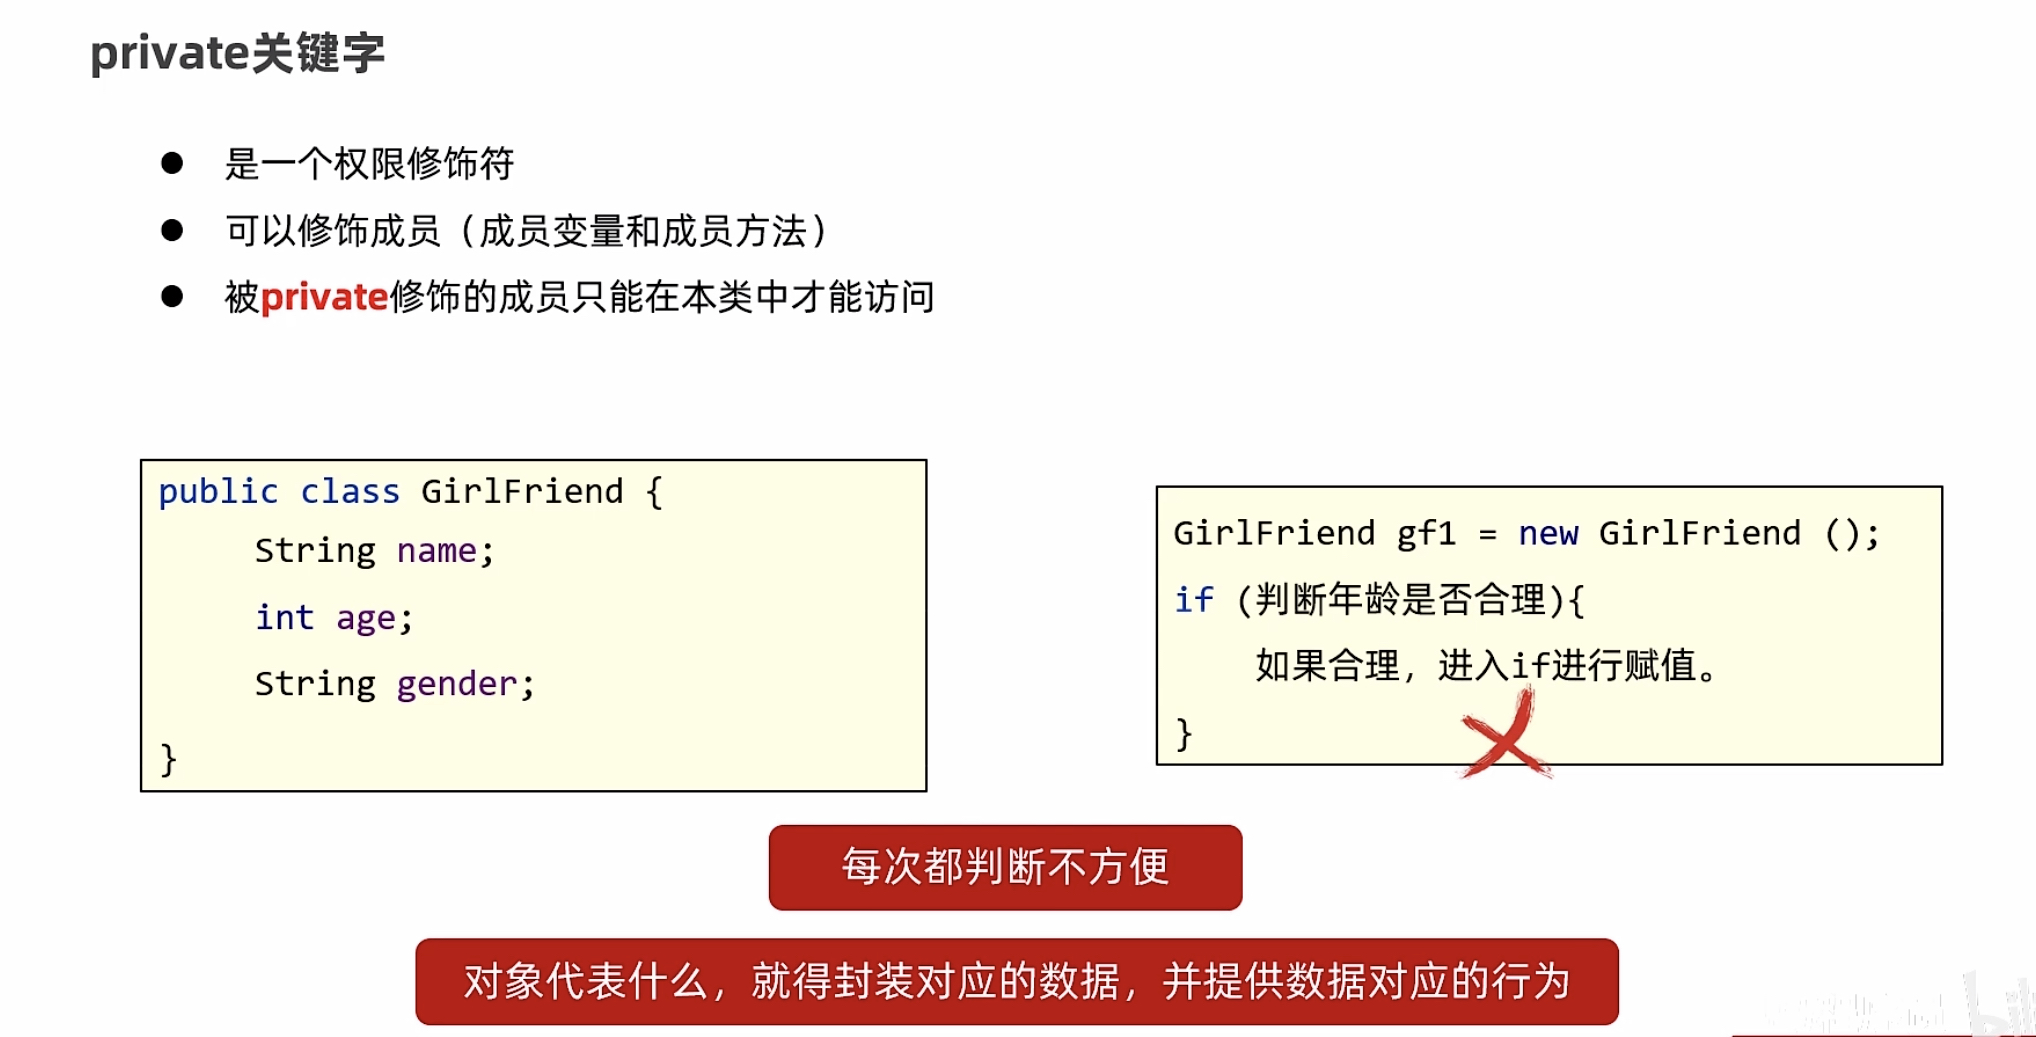 private关键字
是一个权限修饰符
可以修饰成员（成员变量和成员方法）
被private修饰的成员只能在本类中才能访问
public class GirlFriend {
String name;
int age;
String gender;
}
GirlFriend gf1 = new GirlFriend ();
if (判断年龄是否合理){
如果合理，进入if进行赋值。
}
每次都判断不方便
对象代表什么，就得封装对应的数据，并提供数据对应的行为